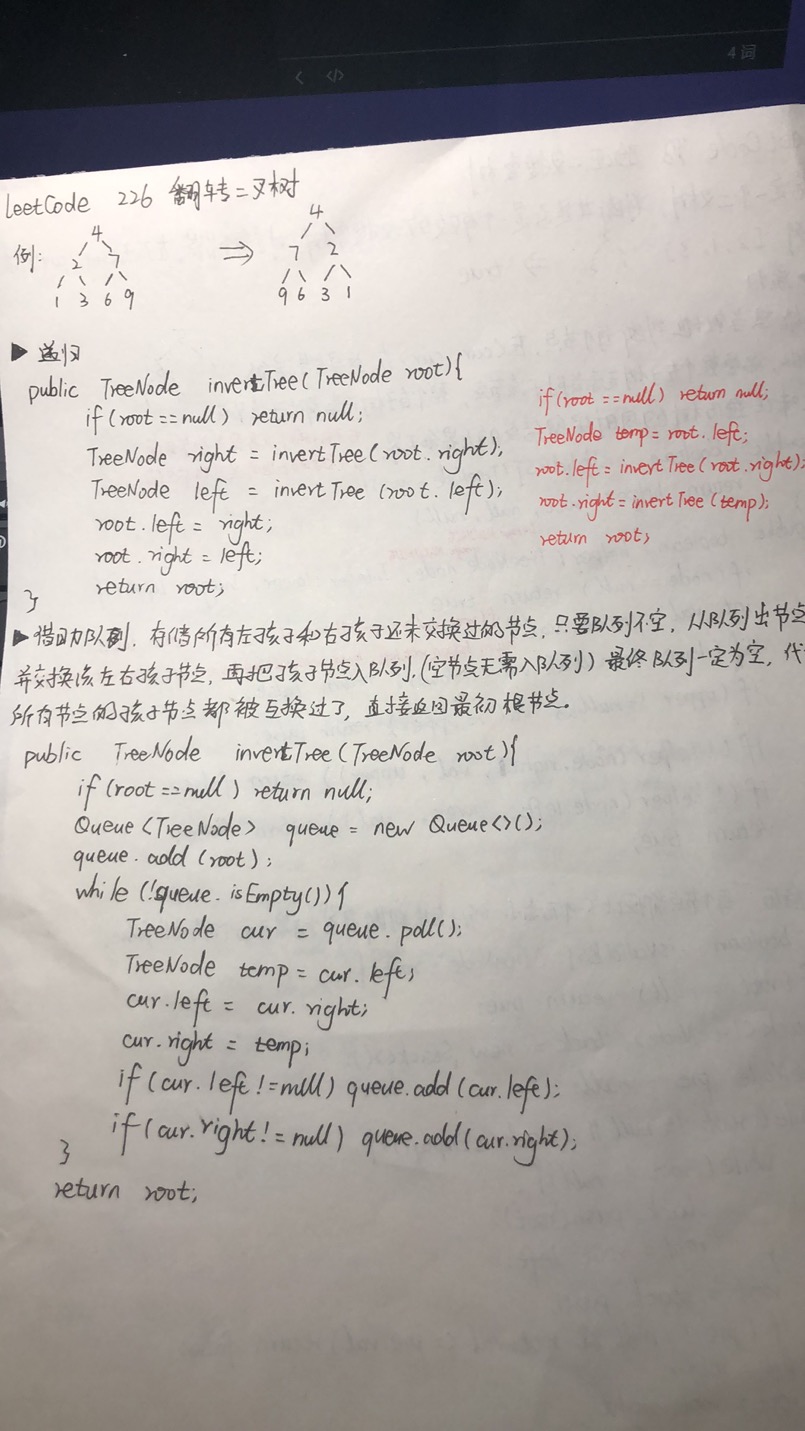 4 词
leetCode 226 翻转二叉树
例: 4 ⇒ 4
2 7 7 2
1 3 6 9 9 6 3 1
▶ 递归
public TreeNode invertTree(TreeNode root){
if(root==null) return null;
TreeNode right = invertTree(root.right);
TreeNode left = invertTree(root.left);
root.left = right;
root.right = left;
return root;
}
if(root==null) return null;
TreeNode temp=root.left;
root.left=invertTree(root.right);
root.right=invertTree(temp);
return root;
▶借助队列, 存储所有左孩子和右孩子还未交换过的节点, 只要队列不空, 从队列出节点
并交换该左右孩子节点, 再把孩子节点入队列.(空节点无需入队列) 最终队列一定为空, 代
所有节点的孩子节点都被互换过了, 直接返回最初根节点。
public TreeNode invertTree(TreeNode root){
if(root==null) return null;
Queue<TreeNode> queue = new Queue<>();
queue.add(root);
while(!queue.isEmpty()){
TreeNode cur = queue.poll();
TreeNode temp=cur.left;
cur.left = cur.right;
cur.right = temp;
if(cur.left!=null) queue.add(cur.left);
if(cur.right!=null) queue.add(cur.right);
}
return root;